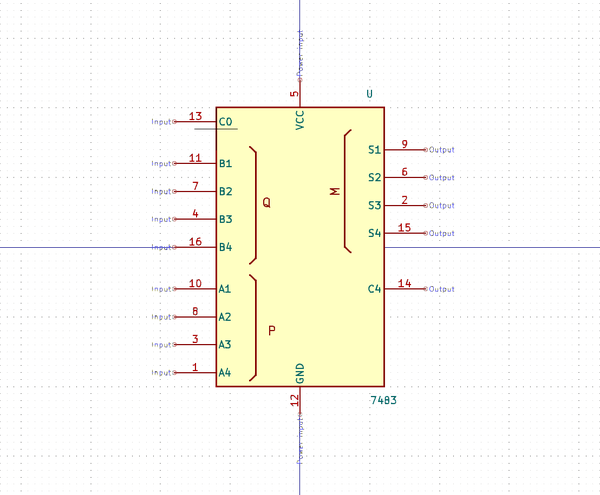 Power input
5
U
VCC
Input 13 C0
Input 11 B1
Input 7 B2
Input 4 B3
Input 16 B4
Input 10 A1
Input 8 A2
Input 3 A3
Input 1 A4
Q
P
M
S1 9 Output
S2 6 Output
S3 2 Output
S4 15 Output
C4 14 Output
GND
12
7483
Power input